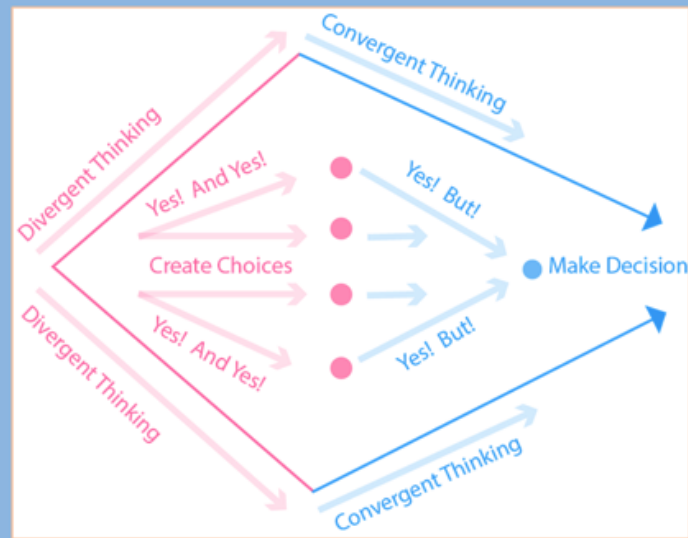 Convergent Thinking
Divergent Thinking
Yes! And Yes!
Yes! But!
Create Choices
Make Decision
Yes! And Yes!
Yes! But!
Divergent Thinking
Convergent Thinking